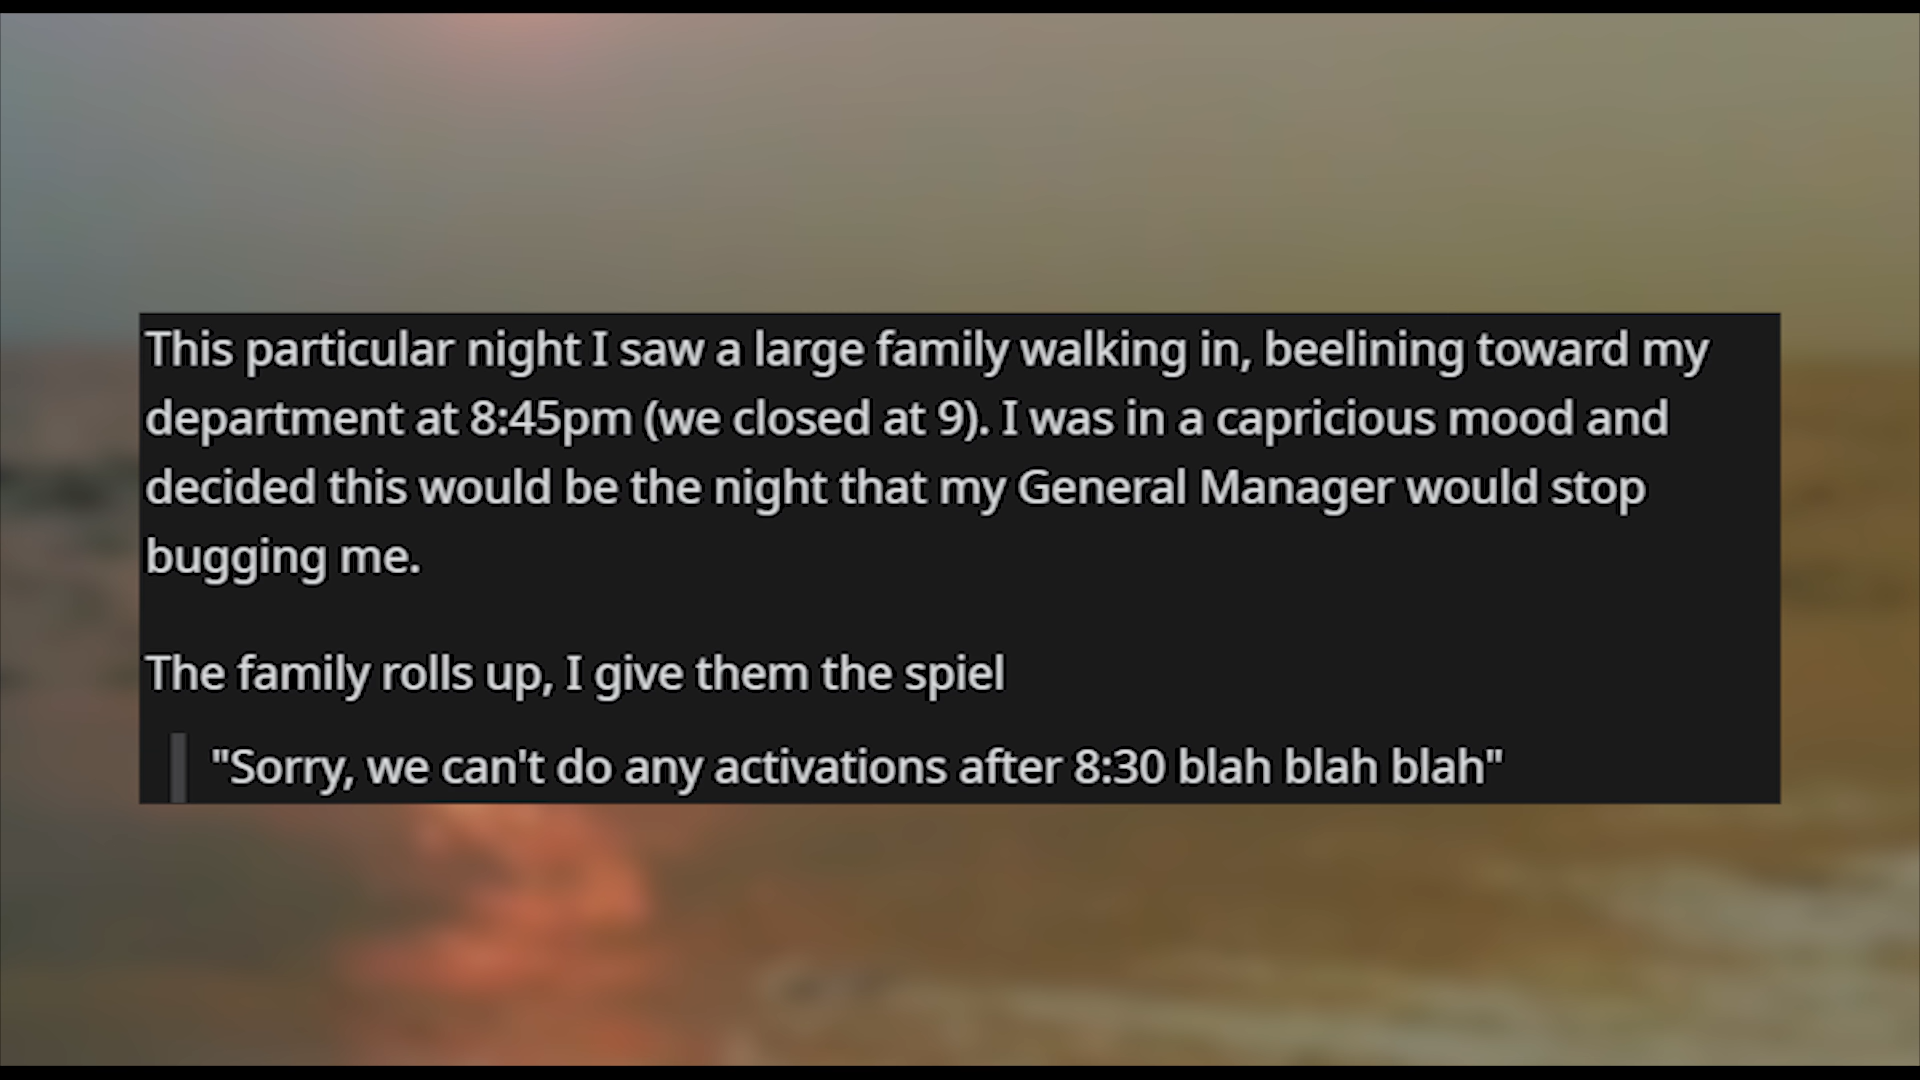 This particular night I saw a large family walking in, beelining toward my
department at 8:45pm (we closed at 9). I was in a capricious mood and
decided this would be the night that my General Manager would stop
bugging me.
The family rolls up, I give them the spiel
"Sorry, we can't do any activations after 8:30 blah blah blah"